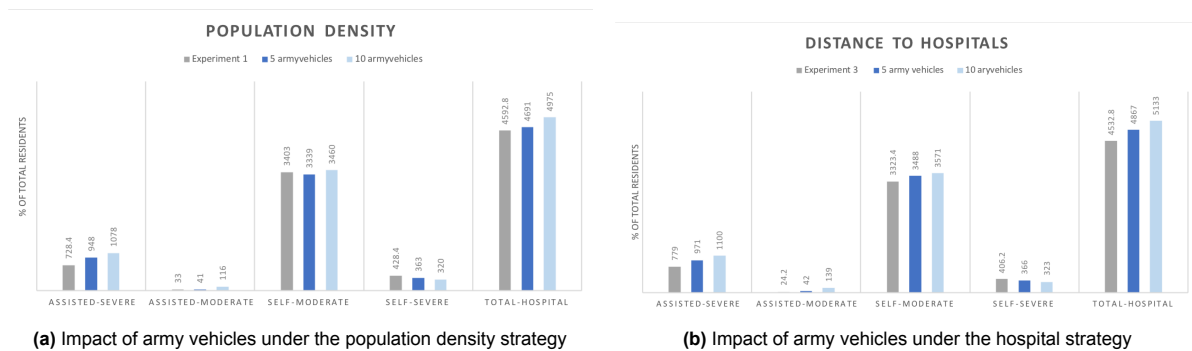 POPULATION DENSITY
Experiment 1 5 armyvehicles 10 armyvehicles
% OF TOTAL RESIDENTS
728.4 948 1078 33 41 116 3403 3339 3460 428.4 363 320 4592.8 4691 4975
ASSISTED-SEVERE ASSISTED-MODERATE SELF-MODERATE SELF-SEVERE TOTAL-HOSPITAL
(a) Impact of army vehicles under the population density strategy
DISTANCE TO HOSPITALS
Experiment 3 5 army vehicles 10 aryvehicles
% OF TOTAL RESIDENTS
779 971 1100 24.2 42 139 3323.4 3488 3571 406.2 366 323 4532.8 4867 5133
ASSISTED-SEVERE ASSISTED-MODERATE SELF-MODERATE SELF-SEVERE TOTAL-HOSPITAL
(b) Impact of army vehicles under the hospital strategy